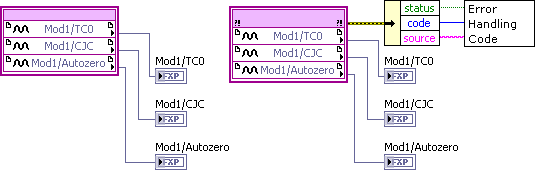 Mod1/TC0
Mod1/CJC
Mod1/Autozero
Mod1/TC0
FXP
Mod1/CJC
FXP
Mod1/Autozero
FXP
?!
?!
Mod1/TC0
Mod1/CJC
Mod1/Autozero
status
code
source
Error
Handling
Code
Mod1/TC0
FXP
Mod1/CJC
FXP
Mod1/Autozero
FXP